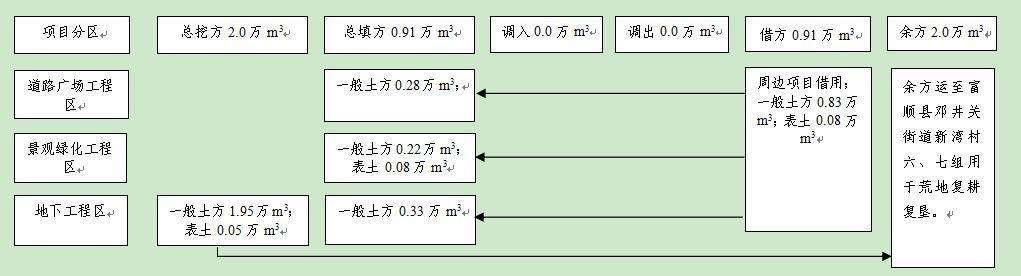 项目分区
总挖方 2.0 万 m³
总填方 0.91 万 m³
调入 0.0 万 m³
调出 0.0 万 m³
借方 0.91 万 m³
余方 2.0 万 m³
道路广场工程
区
一般土方 0.28 万 m³;
周边项目借用;
一般土方 0.83 万
m³; 表土 0.08 万
m³
余方运至富
顺县邓井关
街道新湾村
六、七组用
于荒地复耕
复垦。
景观绿化工程
区
一般土方 0.22 万 m³;
表土 0.08 万 m³
地下工程区
一般土方 1.95 万 m³;
表土 0.05 万 m³
一般土方 0.33 万 m³